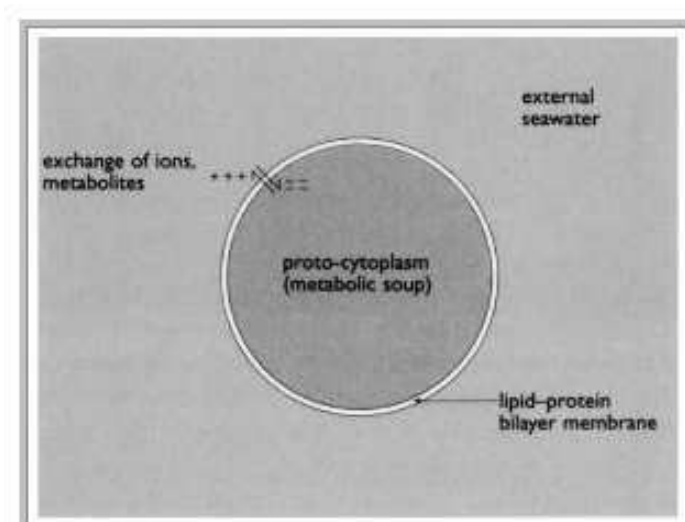 external
seawater
exchange of ions,
metabolites
+ + +
proto-cytoplasm
(metabolic soup)
lipid–protein
bilayer membrane